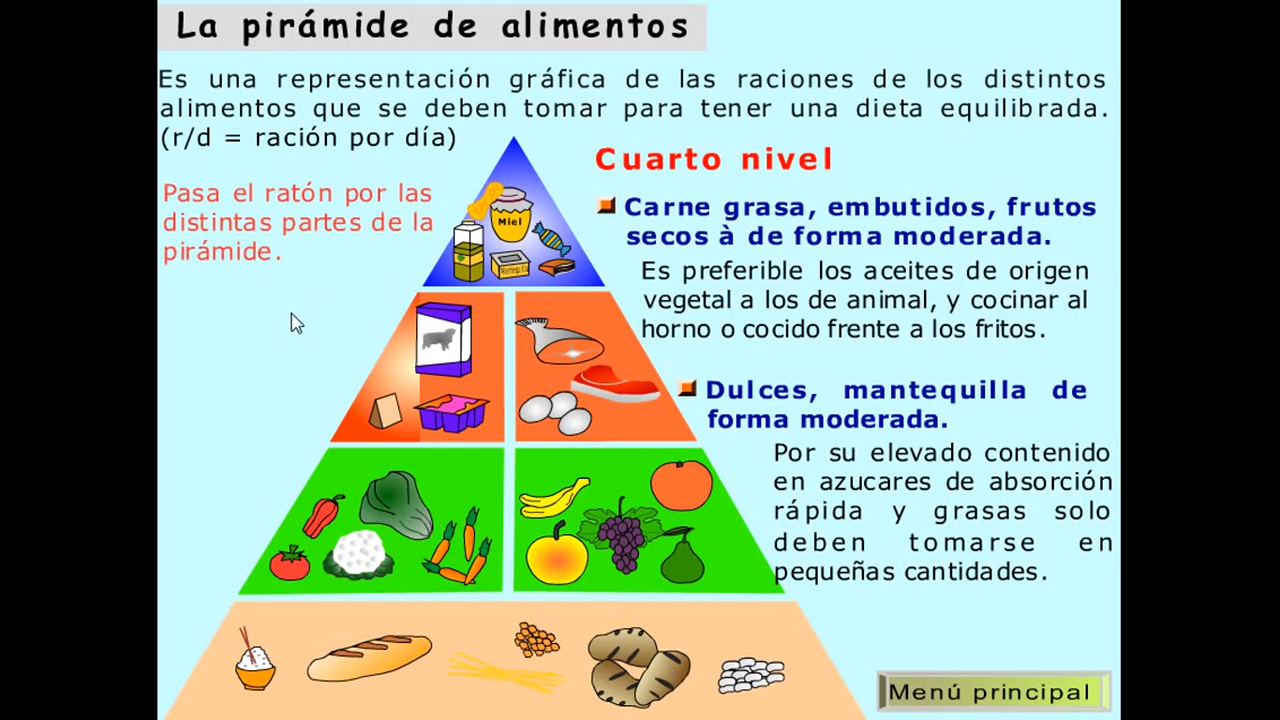 La pirámide de alimentos
Es una representación gráfica de las raciones de los distintos
alimentos que se deben tomar para tener una dieta equilibrada.
(r/d = ración por día)
Pasa el ratón por las
distintas partes de la
pirámide.
Cuarto nivel
Carne grasa, embutidos, frutos
secos à de forma moderada.
Es preferible los aceites de origen
vegetal a los de animal, y cocinar al
horno o cocido frente a los fritos.
Dulces, mantequilla de
forma moderada.
Por su elevado contenido
en azucares de absorción
rápida y grasas solo
deben tomarse en
pequeñas cantidades.
Miel
Mantequilla
Menú principal